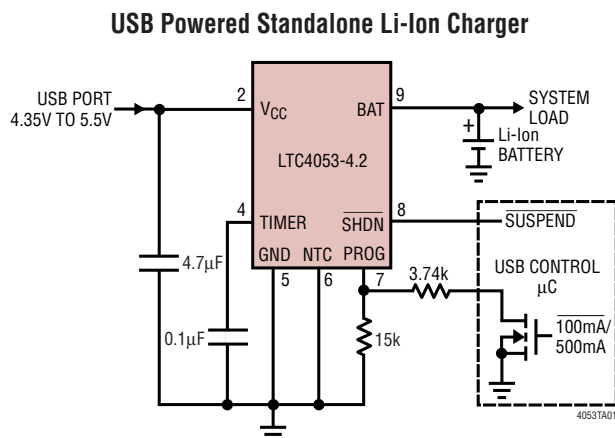 USB Powered Standalone Li-Ion Charger
USB PORT
4.35V TO 5.5V
2
VCC
BAT
9
SYSTEM
LOAD
+
Li-Ion
BATTERY
LTC4053-4.2
4
TIMER
SHDN
8
SUSPEND
GND
NTC
PROG
5
6
7
3.74k
USB CONTROL
µC
4.7µF
0.1µF
15k
100mA/
500mA
4053TA01